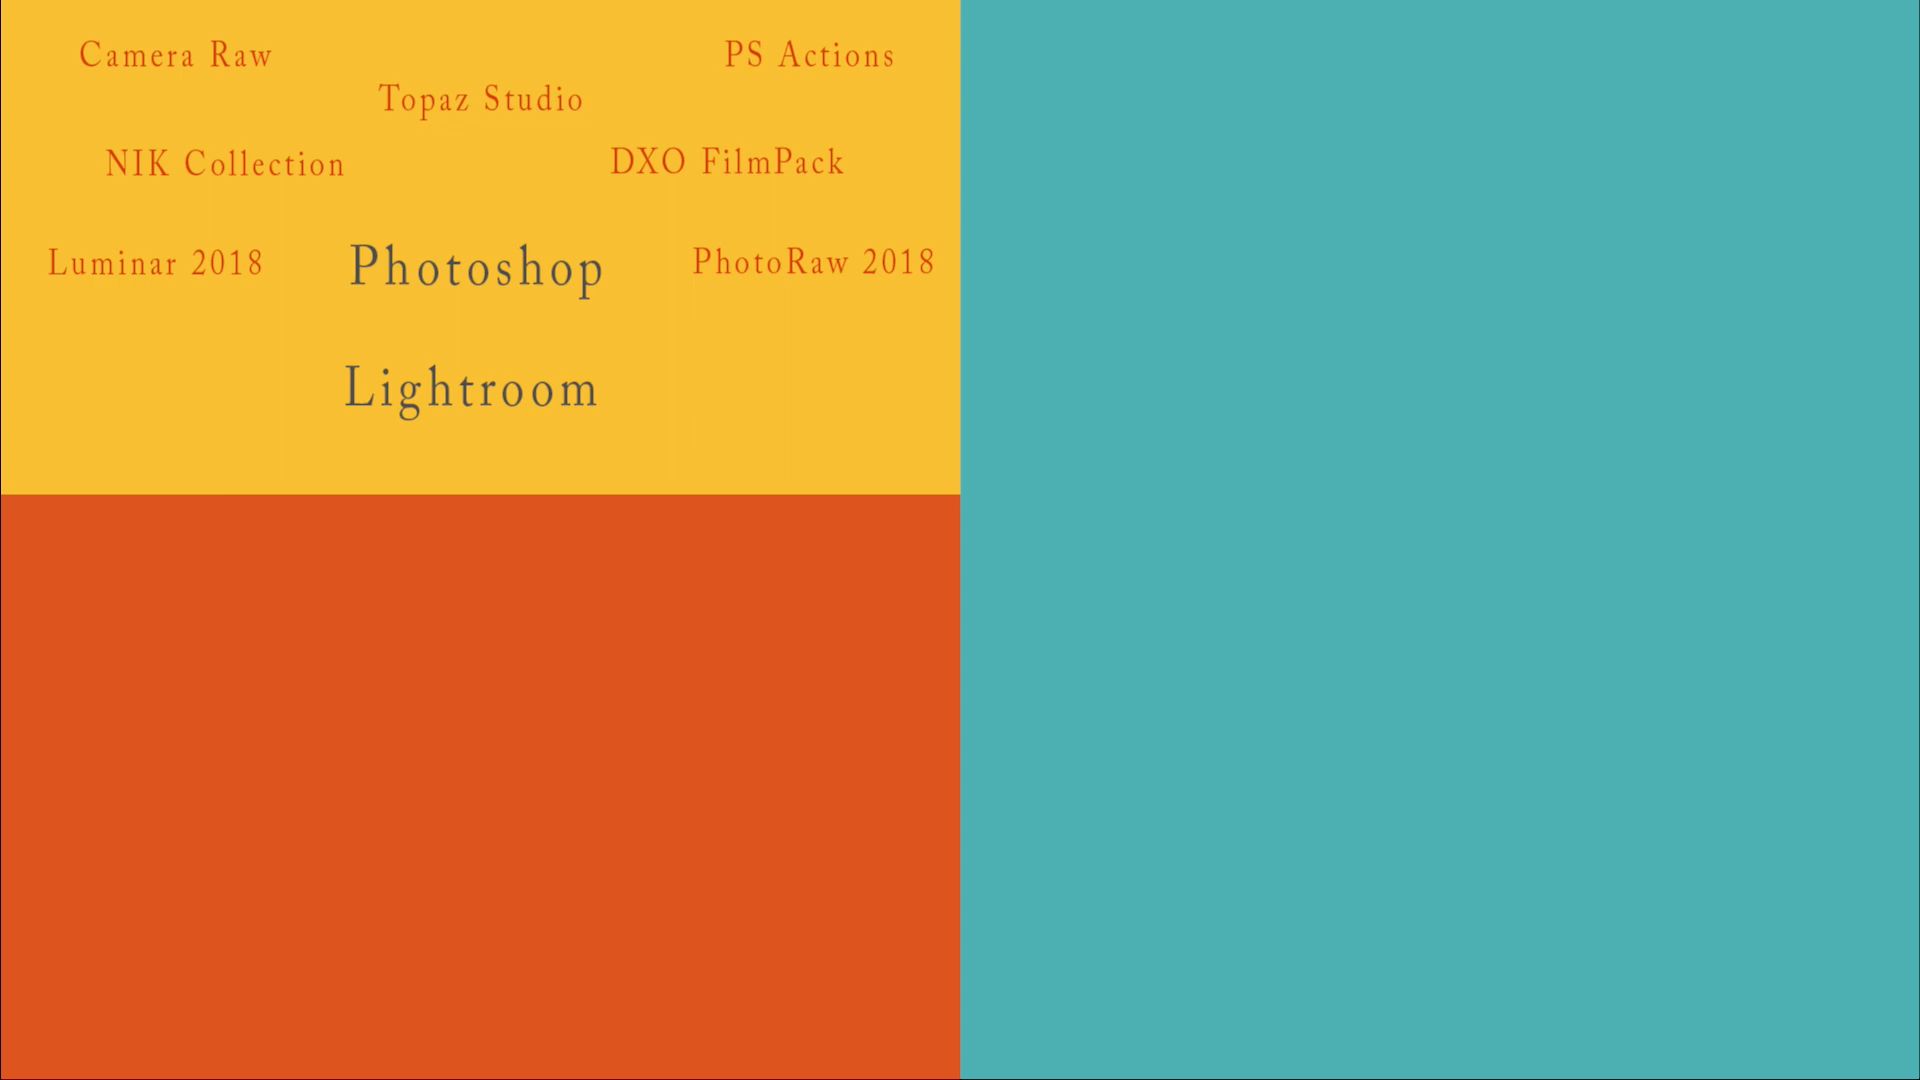 Camera Raw
PS Actions
Topaz Studio
NIK Collection
DXO FilmPack
Luminar 2018
Photoshop
PhotoRaw 2018
Lightroom